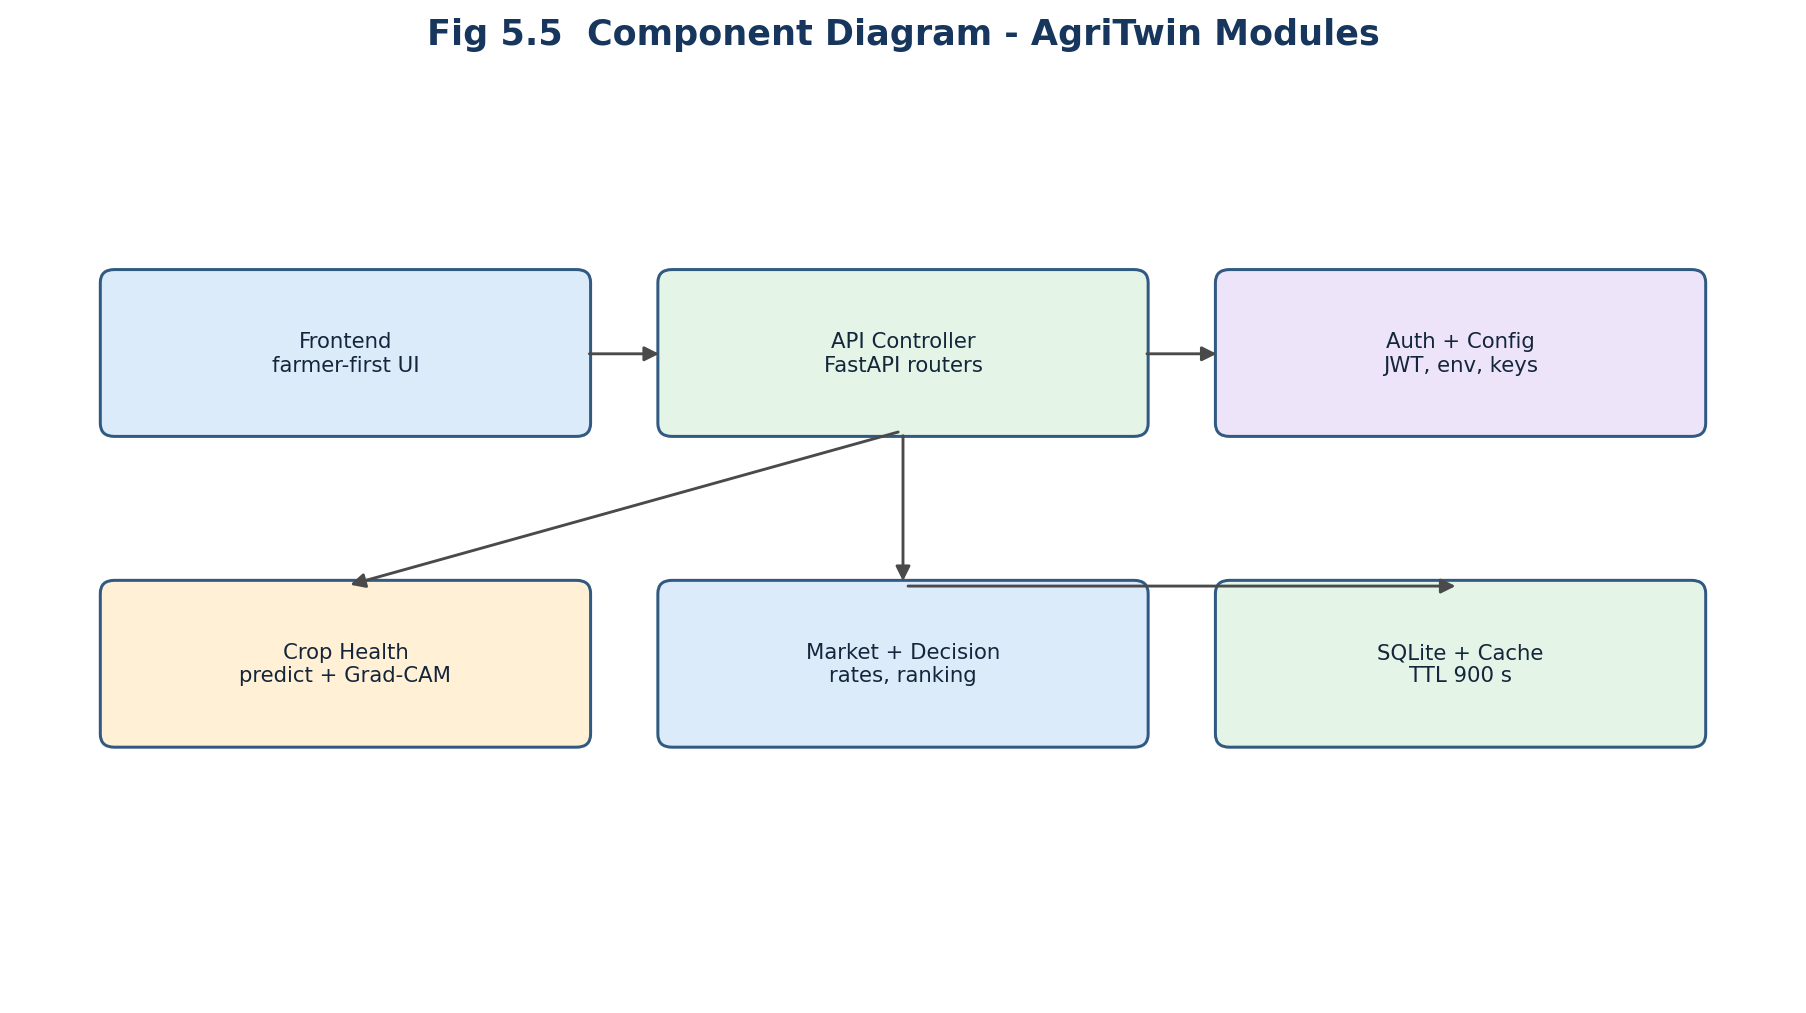 Fig 5.5  Component Diagram - AgriTwin Modules
Frontend
farmer-first UI
API Controller
FastAPI routers
Auth + Config
JWT, env, keys
Crop Health
predict + Grad-CAM
Market + Decision
rates, ranking
SQLite + Cache
TTL 900 s